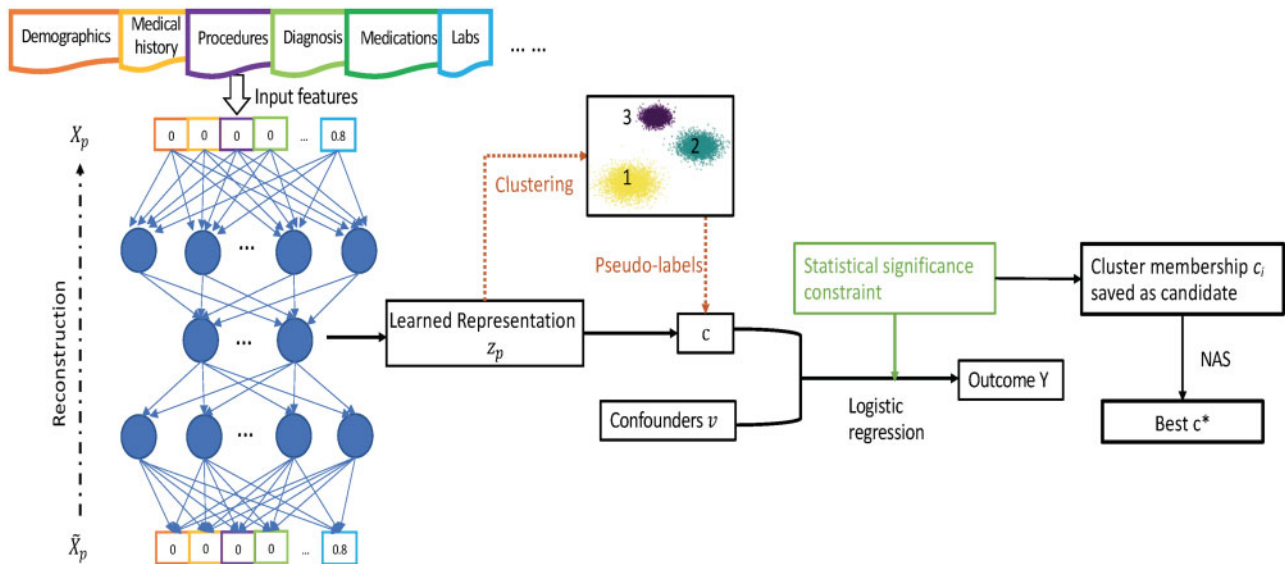 Demographics
Medical
history
Procedures
Diagnosis
Medications
Labs
... ...
Input features
X_p
0
0
0
0
...
0.8
3
2
1
Clustering
...
Pseudo-labels
Statistical significance
constraint
Cluster membership c_i
saved as candidate
Reconstruction
...
Learned Representation
z_p
c
NAS
Outcome Y
Logistic
regression
Confounders v
Best c*
...
X̃_p
0
0
0
0
...
0.8